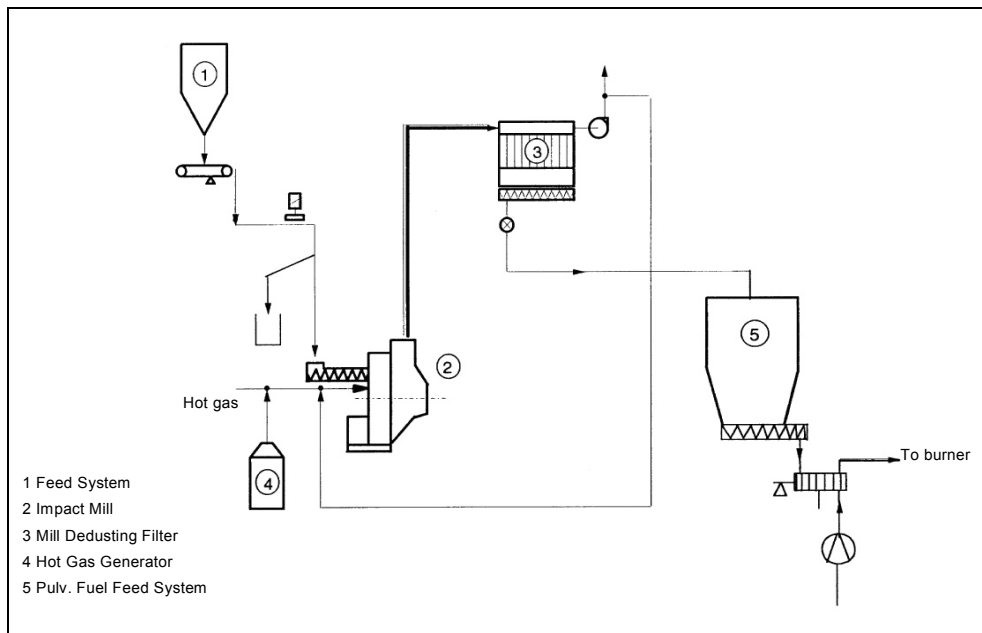 1
3
5
2
Hot gas
To burner
4
1 Feed System
2 Impact Mill
3 Mill Dedusting Filter
4 Hot Gas Generator
5 Pulv. Fuel Feed System